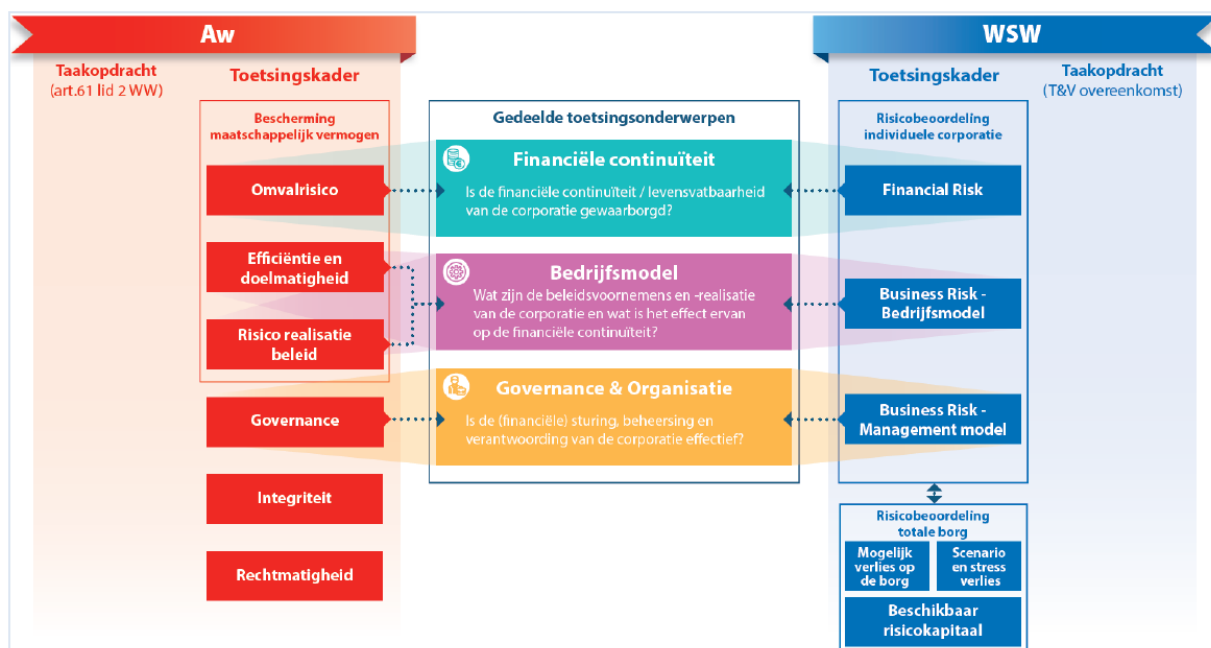 Aw
WSW
Taakopdracht
(art.61 lid 2 WW)
Toetsingskader
Toetsingskader
Taakopdracht
(T&V overeenkomst)
Bescherming
maatschappelijk vermogen
Gedeelde toetsingsonderwerpen
Risicobeoordeling
individuele corporatie
Omvalrisico
Financiële continuïteit
Is de financiële continuïteit / levensvatbaarheid
van de corporatie gewaarborgd?
Financial Risk
Efficiëntie en
doelmatigheid
Risico realisatie
beleid
Bedrijfsmodel
Wat zijn de beleidsvoornemens en -realisatie
van de corporatie en wat is het effect ervan
op de financiële continuïteit?
Business Risk -
Bedrijfsmodel
Governance
Governance & Organisatie
Is de (financiële) sturing, beheersing en
verantwoording van de corporatie effectief?
Business Risk -
Management model
Integriteit
Rechtmatigheid
Risicobeoordeling
totale borg
Mogelijk
verlies op
de borg
Scenario
en stress
verlies
Beschikbaar
risicokapitaal